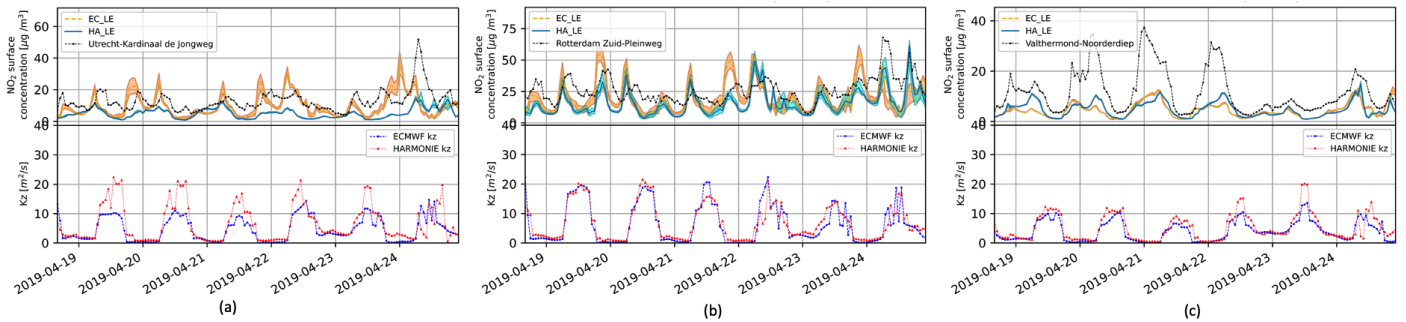 NO₂ surface
concentration [μg /m³]
60
40
20
0
EC_LE
HA_LE
Utrecht-Kardinaal de Jongweg
Kz [m²/s]
40
30
20
10
0
ECMWF kz
HARMONIE kz
2019-04-19
2019-04-20
2019-04-21
2019-04-22
2019-04-23
2019-04-24
(a)
NO₂ surface
concentration [μg /m³]
75
50
25
0
EC_LE
HA_LE
Rotterdam Zuid-Pleinweg
Kz [m²/s]
40
30
20
10
0
ECMWF kz
HARMONIE kz
2019-04-19
2019-04-20
2019-04-21
2019-04-22
2019-04-23
2019-04-24
(b)
NO₂ surface
concentration [μg /m³]
40
20
0
EC_LE
HA_LE
Valthermond-Noorderdiep
Kz [m²/s]
40
30
20
10
0
ECMWF kz
HARMONIE kz
2019-04-19
2019-04-20
2019-04-21
2019-04-22
2019-04-23
2019-04-24
(c)